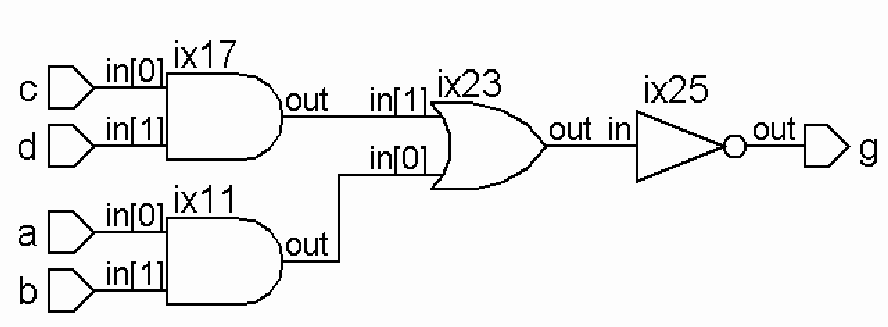 ix17
c in[0]
out in[1] ix23
d in[1]
in[0] out in ix25 out g
ix11
a in[0]
out
b in[1]